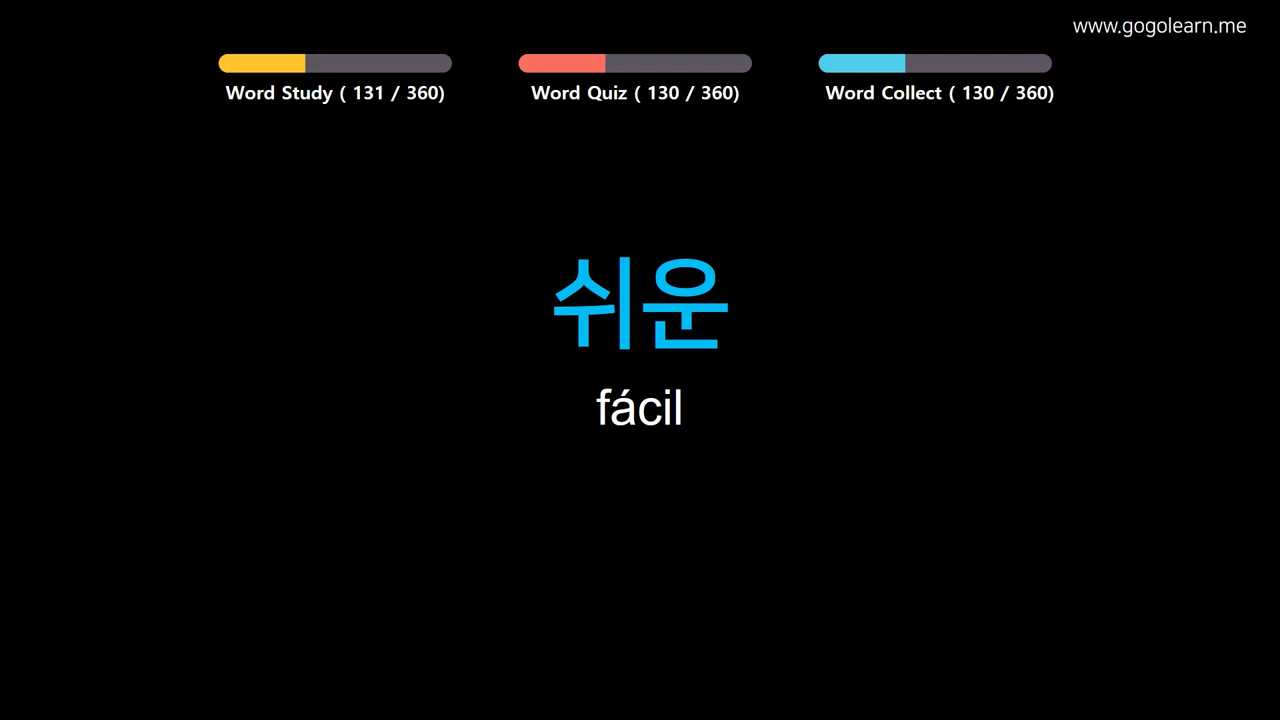 www.gogolearn.me
Word Study ( 131 / 360)
Word Quiz ( 130 / 360)
Word Collect ( 130 / 360)
쉬운
fácil